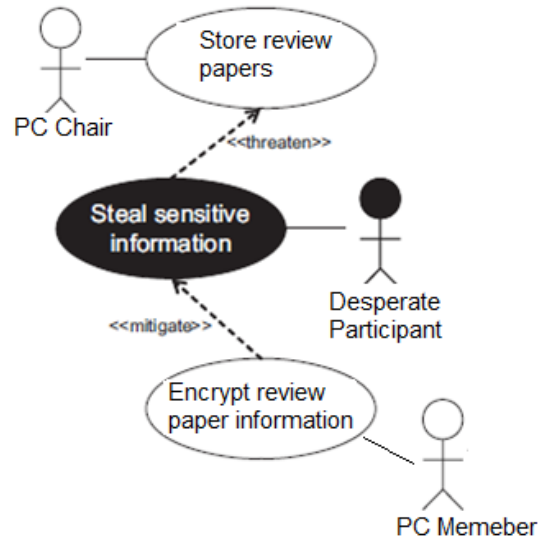 Store review
papers
PC Chair
<<threaten>>
Steal sensitive
information
Desperate
Participant
<<mitigate>>
Encrypt review
paper information
PC Memeber